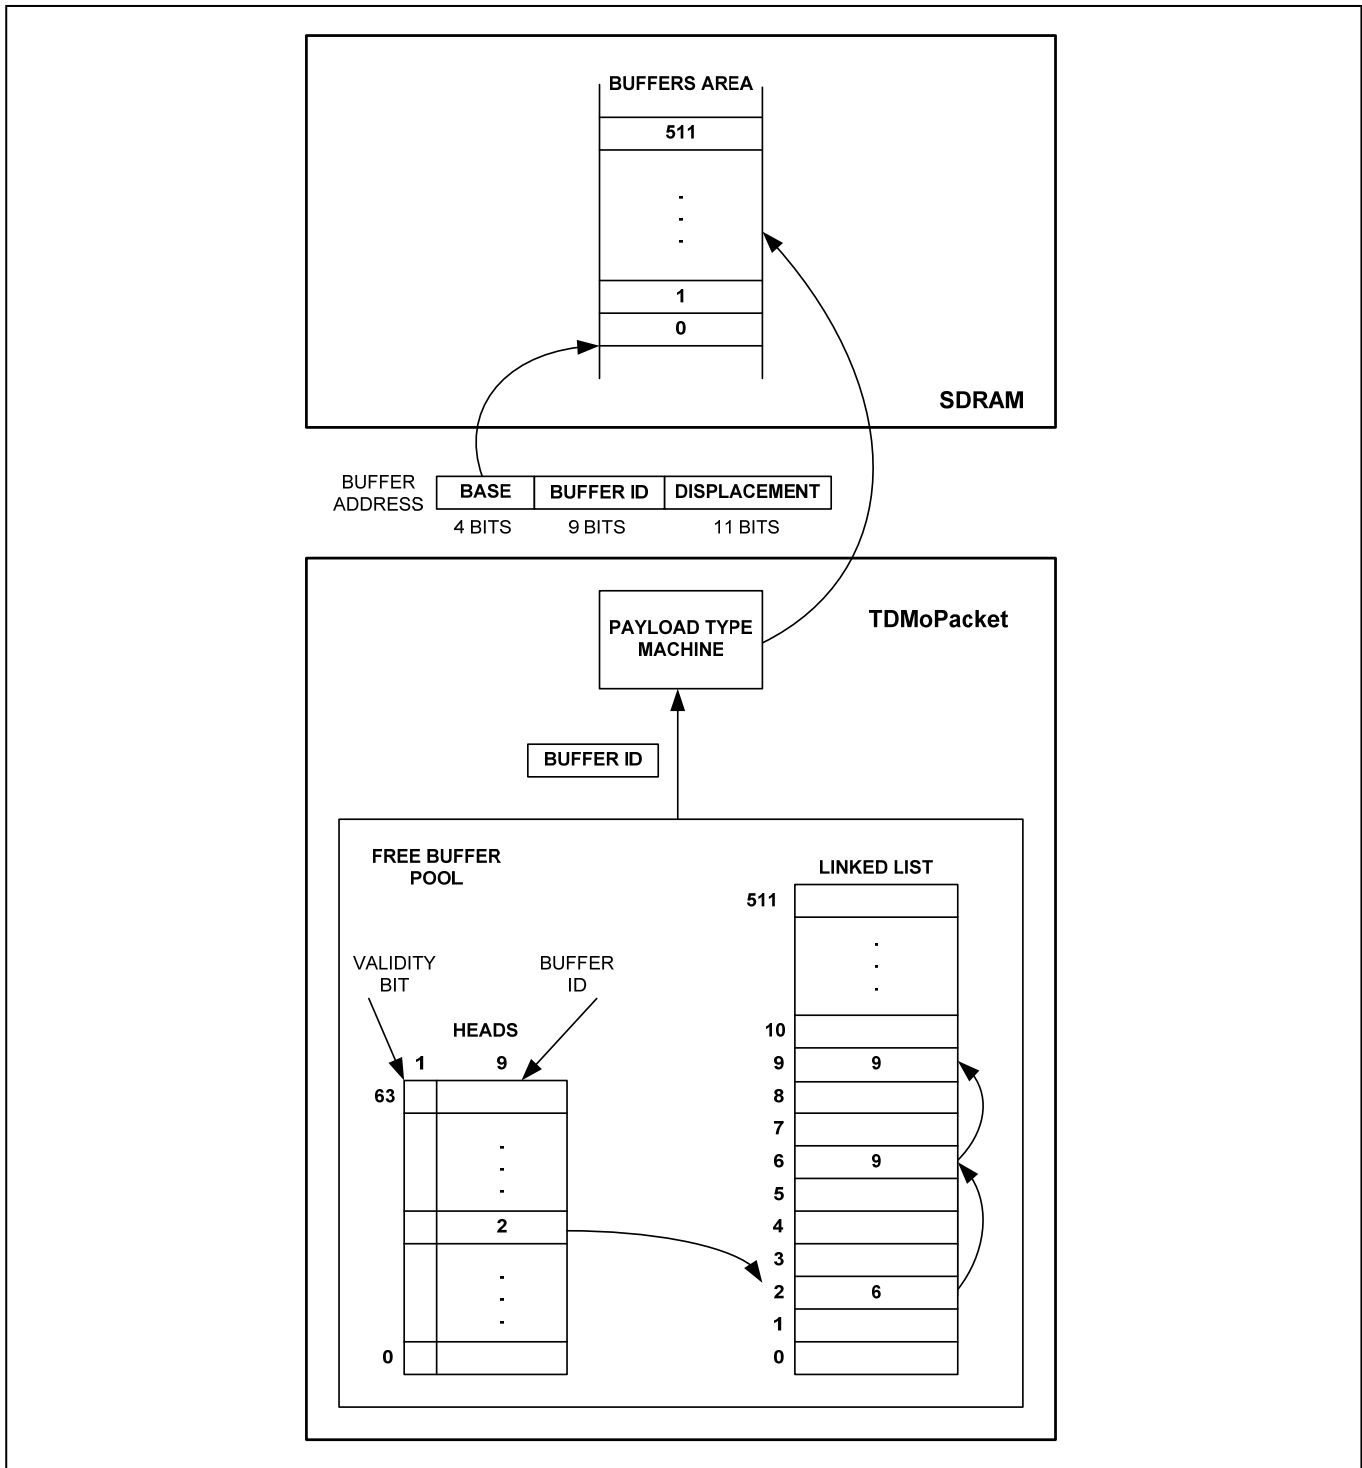 BUFFERS AREA
511
.
.
.
1
0
SDRAM
BUFFER
ADDRESS
BASE BUFFER ID DISPLACEMENT
4 BITS 9 BITS 11 BITS
TDMoPacket
PAYLOAD TYPE
MACHINE
BUFFER ID
FREE BUFFER
POOL
VALIDITY
BIT
BUFFER
ID
HEADS
1 9
63
.
.
.
2
.
.
.
0
LINKED LIST
511
.
.
.
10
9 9
8
7
6 9
5
4
3
2 6
1
0